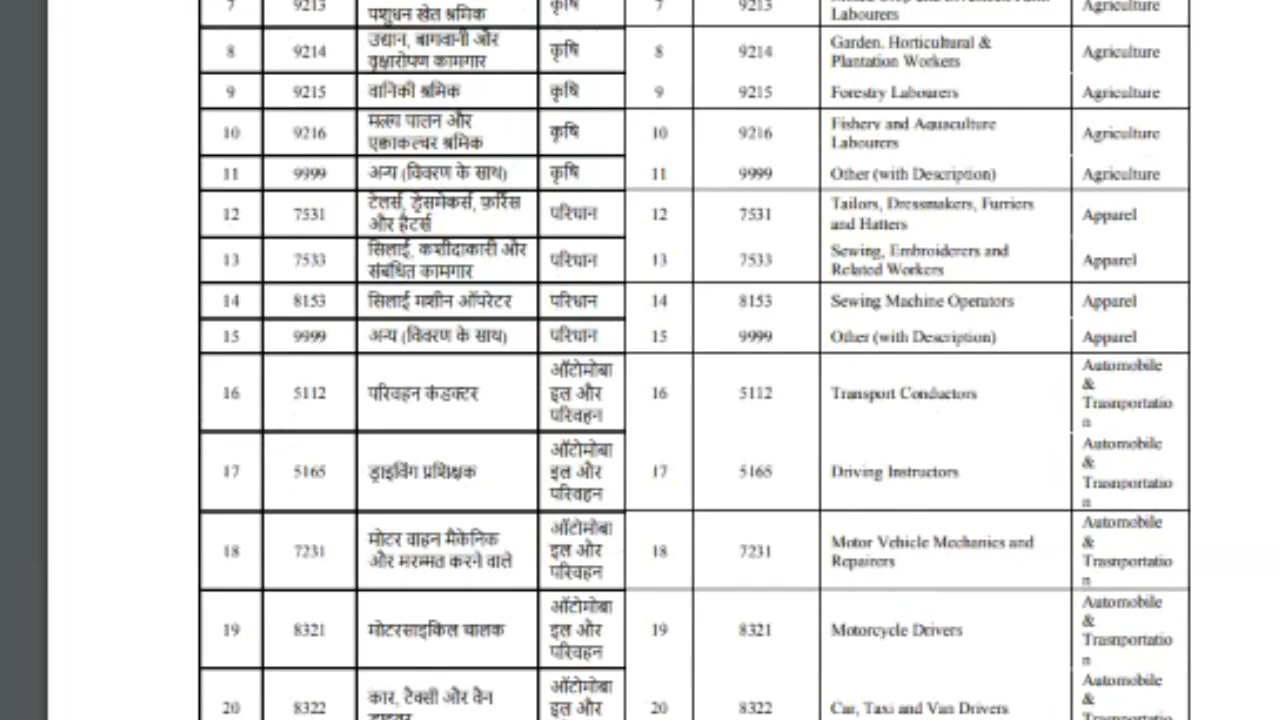 7 9213 पशुधन खेत श्रमिक कृषि 7 9213 Labourers Agriculture
8 9214 उद्यान, बागवानी और कृषि 8 9214 Garden, Horticultural & Agriculture
वृक्षारोपण कामगार Plantation Workers
9 9215 वानिकी श्रमिक कृषि 9 9215 Forestry Labourers Agriculture
10 9216 पालन और कृषि 10 9216 Fishery and Aquaculture Agriculture
एक्वाकल्चर श्रमिक Labourers
11 9999 अन्य (विवरण के साथ) कृषि 11 9999 Other (with Description) Agriculture
12 7531 टेलर्स, ड्रेसमेकर्स, फ़रिंस परिधान 12 7531 Tailors, Dressmakers, Furriers Apparel
और हैटर्स and Hatters
13 7533 सिलाई, कशीदाकारी और परिधान 13 7533 Sewing, Embroiderers and Apparel
संबंधित कामगार Related Workers
14 8153 सिलाई मशीन ऑपरेटर परिधान 14 8153 Sewing Machine Operators Apparel
15 9999 अन्य (विवरण के साथ) परिधान 15 9999 Other (with Description) Apparel
16 5112 परिवहन कंडक्टर ऑटोमोबा 16 5112 Transport Conductors Automobile
इल और &
परिवहन Trasnportatio
n
17 5165 ड्राइविंग प्रशिक्षक ऑटोमोबा 17 5165 Driving Instructors Automobile
इल और &
परिवहन Trasnportatio
n
18 7231 मोटर वाहन मैकेनिक ऑटोमोबा 18 7231 Motor Vehicle Mechanics and Automobile
और मरम्मत करने वाले इल और Repairers &
परिवहन Trasnportatio
n
19 8321 मोटरसाइकिल चालक ऑटोमोबा 19 8321 Motorcycle Drivers Automobile
इल और &
परिवहन Trasnportatio
n
20 8322 कार, टैक्सी और वैन ऑटोमोबा 20 8322 Car, Taxi and Van Drivers Automobile
इल और &